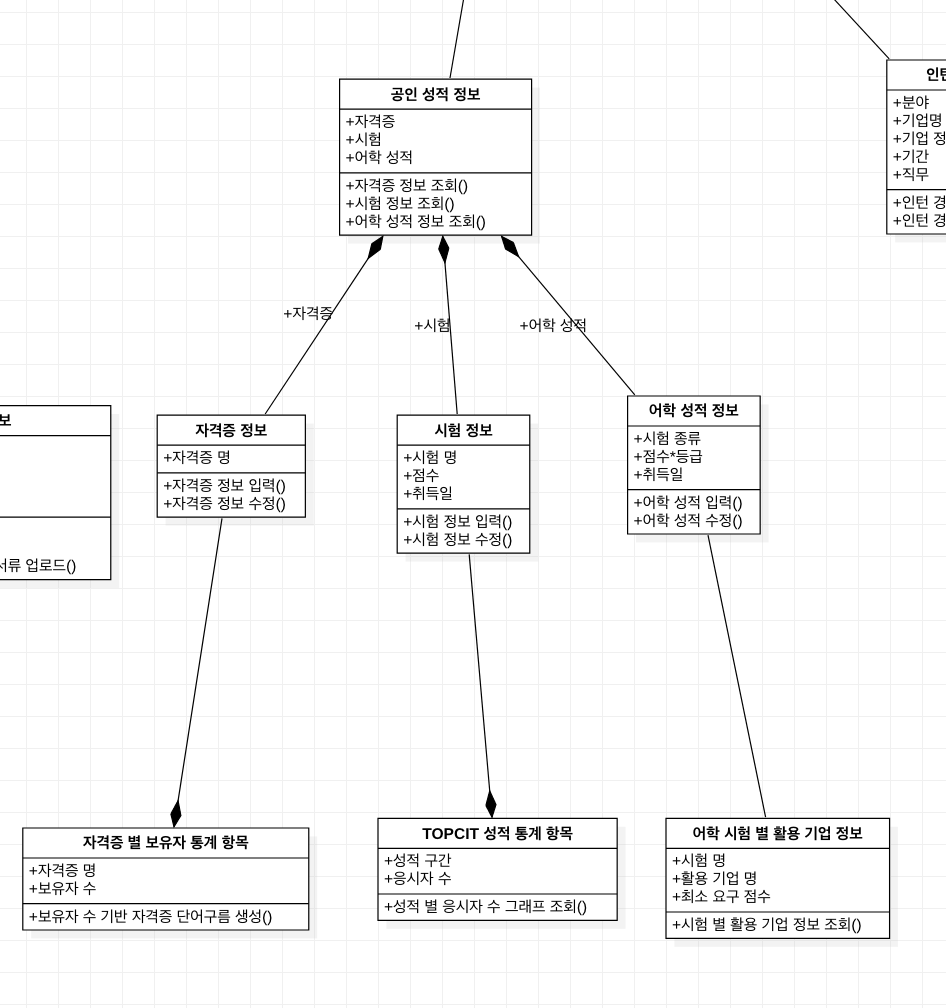 공인 성적 정보
+자격증
+시험
+어학 성적
+자격증 정보 조회()
+시험 정보 조회()
+어학 성적 정보 조회()
+분야
+기업명
+기업
+기간
+직무
+인턴
+인턴
+자격증
+시험
+어학 성적
서류 업로드()
자격증 정보
+자격증 명
+자격증 정보 입력()
+자격증 정보 수정()
시험 정보
+시험 명
+점수
+취득일
+시험 정보 입력()
+시험 정보 수정()
어학 성적 정보
+시험 종류
+점수*등급
+취득일
+어학 성적 입력()
+어학 성적 수정()
자격증 별 보유자 통계 항목
+자격증 명
+보유자 수
+보유자 수 기반 자격증 단어구름 생성()
TOPCIT 성적 통계 항목
+성적 구간
+응시자 수
+성적 별 응시자 수 그래프 조회()
어학 시험 별 활용 기업 정보
+시험 명
+활용 기업 명
+최소 요구 점수
+시험 별 활용 기업 정보 조회()